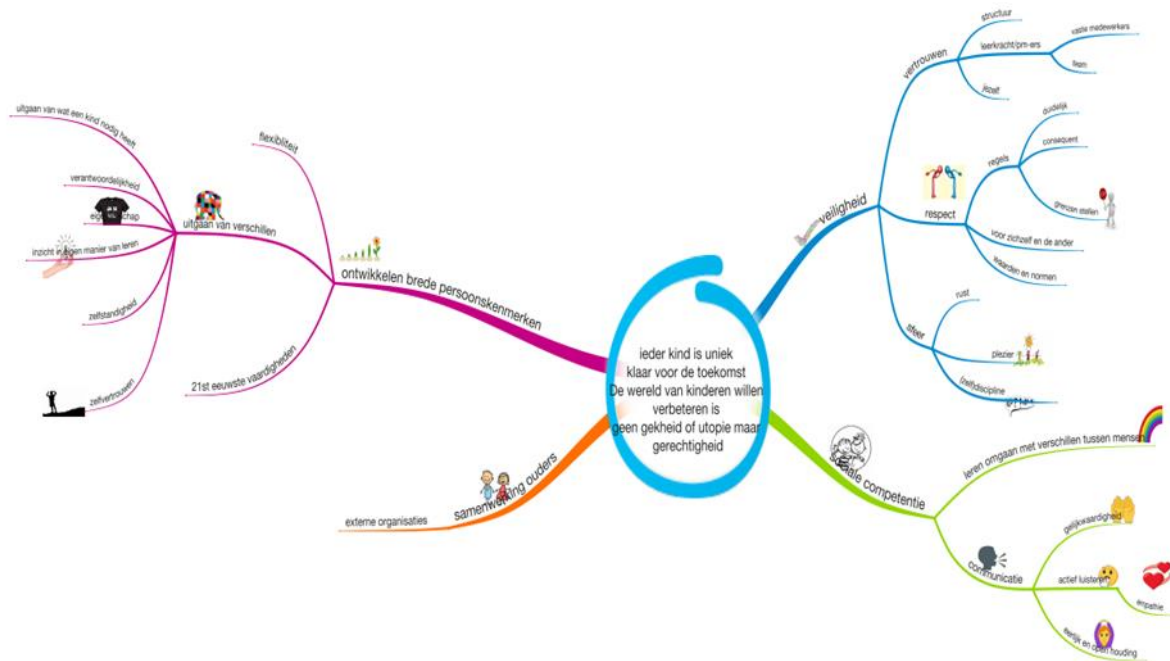 ieder kind is uniek
klaar voor de toekomst
De wereld van kinderen willen
verbeteren is
geen gekheid of utopie maar
gerechtigheid
veiligheid
vertrouwen
structuur
leerkracht/pm-ers
vaste medewerkers
team
jezelf
respect
regels
duidelijk
consequent
grenzen stellen
voor zichzelf en de ander
waarden en normen
sfeer
rust
plezier
(zelf)discipline
sociale competentie
leren omgaan met verschillen tussen mensen
communicatie
gelijkwaardigheid
actief luisteren
empathie
eerlijk en open houding
samenwerking ouders
externe organisaties
ontwikkelen brede persoonskenmerken
flexibliteit
uitgaan van verschillen
uitgaan van wat een kind nodig heeft
verantwoordelijkheid
inzicht in eigen manier van leren
zelfstandigheid
zelfvertrouwen
21st eeuwste vaardigheden